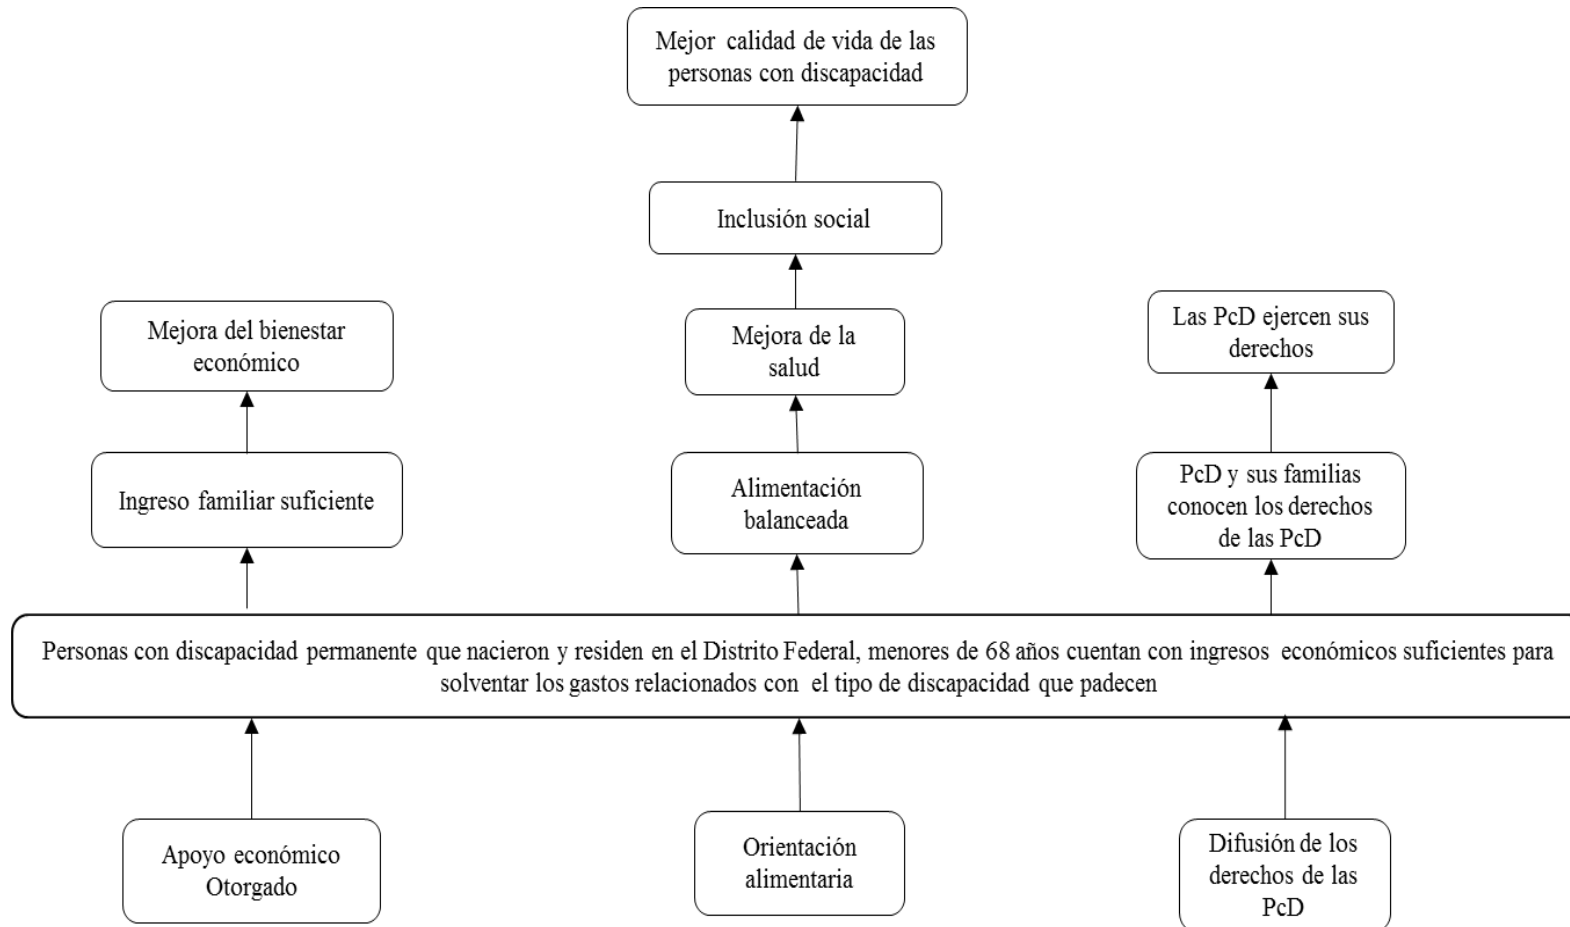 Mejor calidad de vida de las
personas con discapacidad
Inclusión social
Mejora del bienestar
económico
Mejora de la
salud
Las PcD ejercen sus
derechos
Ingreso familiar suficiente
Alimentación
balanceada
PcD y sus familias
conocen los derechos
de las PcD
Personas con discapacidad permanente que nacieron y residen en el Distrito Federal, menores de 68 años cuentan con ingresos económicos suficientes para
solventar los gastos relacionados con el tipo de discapacidad que padecen
Apoyo económico
Otorgado
Orientación
alimentaria
Difusión de los
derechos de las
PcD